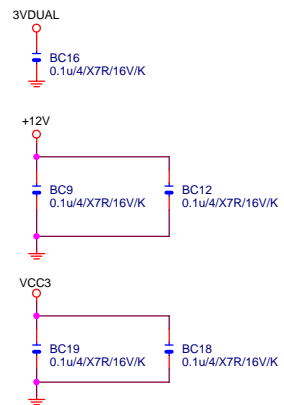 3VDUAL
BC16
0.1u/4/X7R/16V/K
+12V
BC9
0.1u/4/X7R/16V/K
BC12
0.1u/4/X7R/16V/K
VCC3
BC19
0.1u/4/X7R/16V/K
BC18
0.1u/4/X7R/16V/K